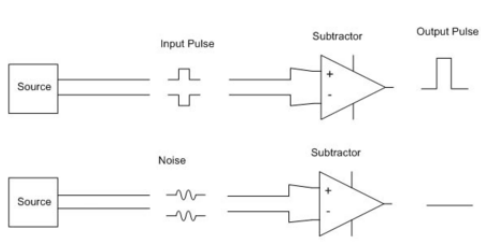 Input Pulse
Subtractor
Output Pulse
Source
+
-
Noise
Subtractor
Source
+
-